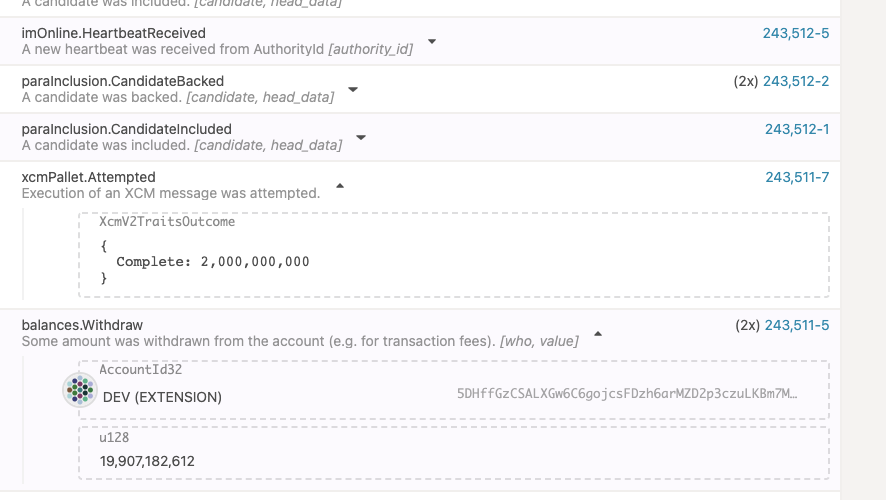 A candidate was included. [candidate, head_data]
imOnline.HeartbeatReceived 243,512-5
A new heartbeat was received from AuthorityId [authority_id]
paraInclusion.CandidateBacked (2x) 243,512-2
A candidate was backed. [candidate, head_data]
paraInclusion.CandidateIncluded 243,512-1
A candidate was included. [candidate, head_data]
xcmPallet.Attempted 243,511-7
Execution of an XCM message was attempted.
XcmV2TraitsOutcome
{
Complete: 2,000,000,000
}
balances.Withdraw (2x) 243,511-5
Some amount was withdrawn from the account (e.g. for transaction fees). [who, value]
AccountId32
DEV (EXTENSION) 5DHffGzCSALXGw6C6gojcsFDzh6arMZD2p3czuLKBm7M…
u128
19,907,182,612